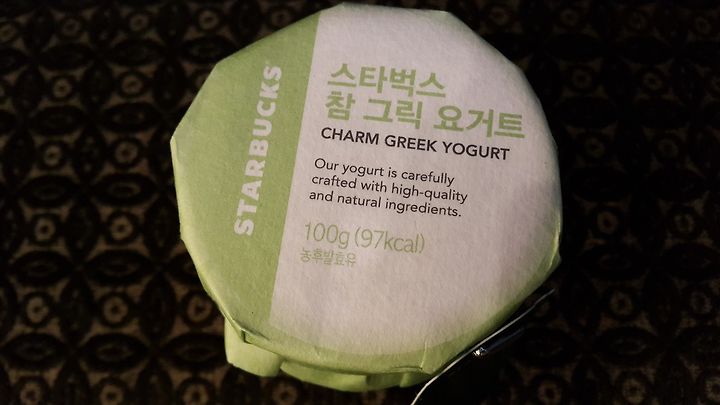 STARBUCKS
스타벅스
참 그릭 요거트
CHARM GREEK YOGURT
Our yogurt is carefully
crafted with high-quality
and natural ingredients.
100g (97kcal)
농후발효유